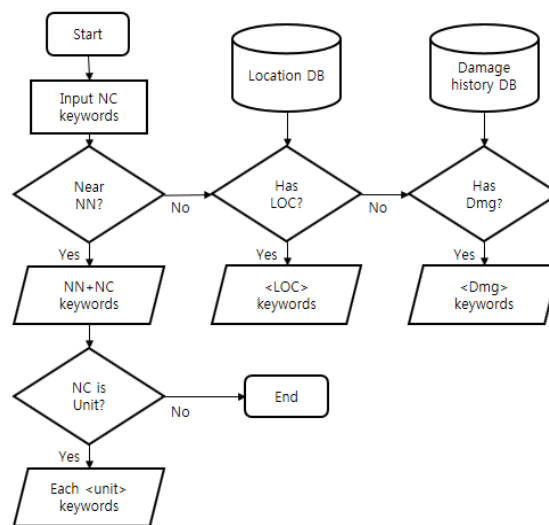 Start
Input NC
keywords
Location DB
Damage
history DB
Near
NN?
No
Has
LOC?
No
Has
Dmg?
Yes
Yes
Yes
NN+NC
keywords
<LOC>
keywords
<Dmg>
keywords
NC is
Unit?
No
End
Yes
Each <unit>
keywords